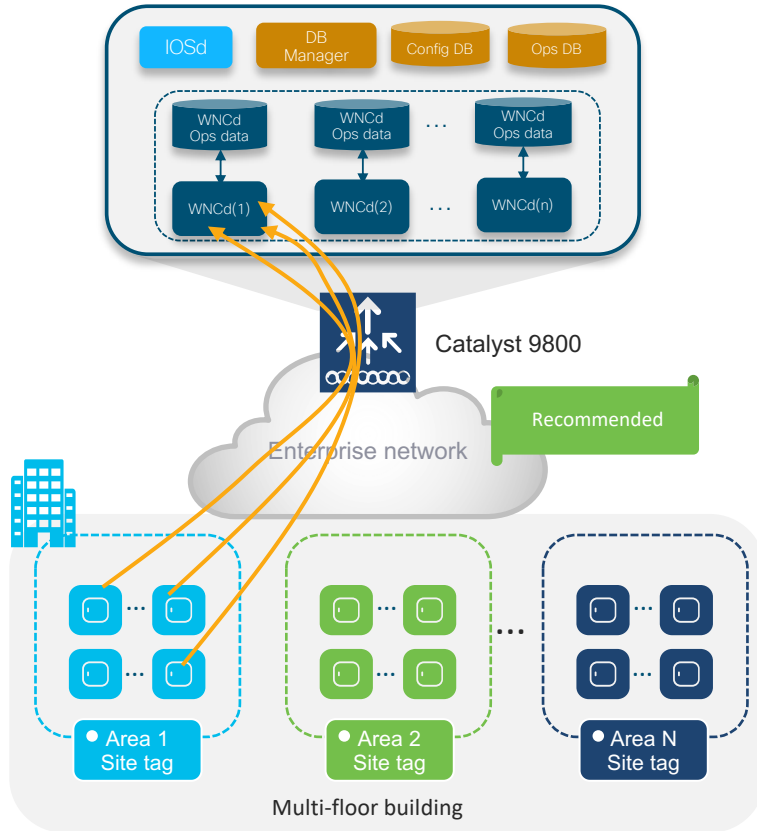 IOSd
DB
Manager
Config DB
Ops DB
WNCd
Ops data
WNCd
Ops data
...
WNCd
Ops data
WNCd(1)
WNCd(2)
...
WNCd(n)
Catalyst 9800
Recommended
Enterprise network
...
...
...
...
...
...
...
Area 1
Site tag
Area 2
Site tag
Area N
Site tag
Multi-floor building